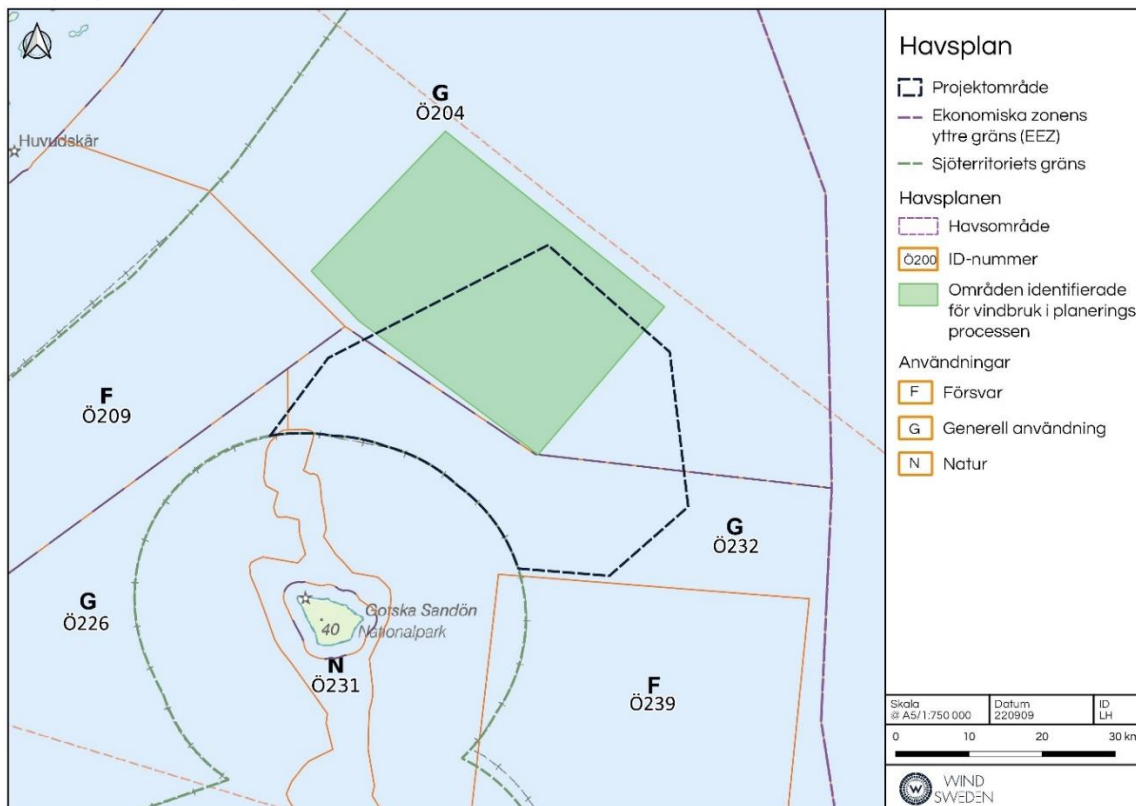 G
Ö204
Huvudskär
F
Ö209
G
Ö232
G
Ö226
Gotska Sandön
Nationalpark
40
N
Ö231
F
Ö239
Havsplan
Projektområde
Ekonomiska zonens
yttre gräns (EEZ)
Sjöterritoriets gräns
Havsplanen
Havsområde
Ö200 ID-nummer
Områden identifierade
för vindbruk i planerings
processen
Användningar
F Försvar
G Generell användning
N Natur
Skala Datum ID
@ A5/1:750 000 220909 LH
0 10 20 30 km
W WIND
SWEDEN